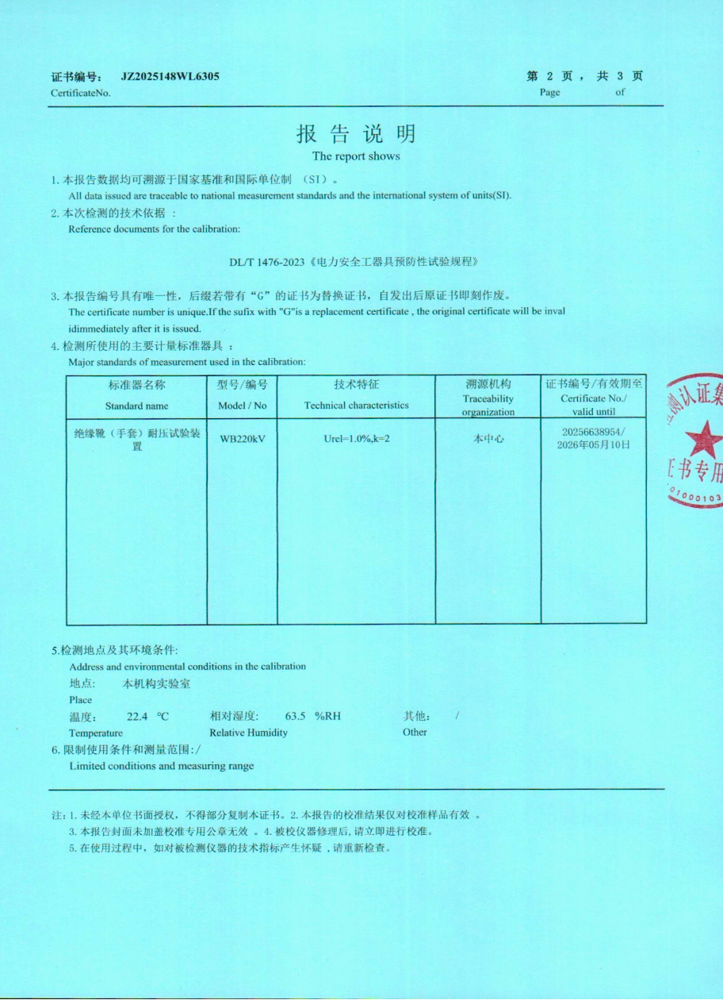 证书编号： JZ2025148WL6305 第 2 页 ， 共 3 页
CertificateNo. Page of
报告说明
The report shows
1. 本报告数据均可溯源于国家基准和国际单位制 （SI）。
All data issued are traceable to national measurement standards and the international system of units(SI).
2. 本次检测的技术依据 ：
Reference documents for the calibration:
DL/T 1476-2023《电力安全工器具预防性试验规程》
3. 本报告编号具有唯一性，后缀若带有“G”的证书为替换证书，自发出后原证书即刻作废。
The certificate number is unique.If the sufix with "G"is a replacement certificate , the original certificate will be inval
idimmediately after it is issued.
4. 检测所使用的主要计量标准器具 ：
Major standards of measurement used in the calibration:
标准器名称 型号/编号 技术特征 溯源机构 证书编号/有效期至
Standard name Model / No Technical characteristics Traceability organization Certificate No./ valid until
绝缘靴（手套）耐压试验装置 WB220kV Urel=1.0%,k=2 本中心 20256638954/ 2026年05月10日
5.检测地点及其环境条件:
Address and environmental conditions in the calibration
地点: 本机构实验室
Place
温度： 22.4 ℃ 相对湿度: 63.5 %RH 其他： /
Temperature Relative Humidity Other
6. 限制使用条件和测量范围:/
Limited conditions and measuring range
注: 1. 未经本单位书面授权，不得部分复制本证书。2. 本报告的校准结果仅对校准样品有效 。
3. 本报告封面未加盖校准专用公章无效 。4. 被校仪器修理后, 请立即进行校准。
5. 在使用过程中，如对被检测仪器的技术指标产生怀疑 , 请重新检查。
认证集
证书专用
01000103